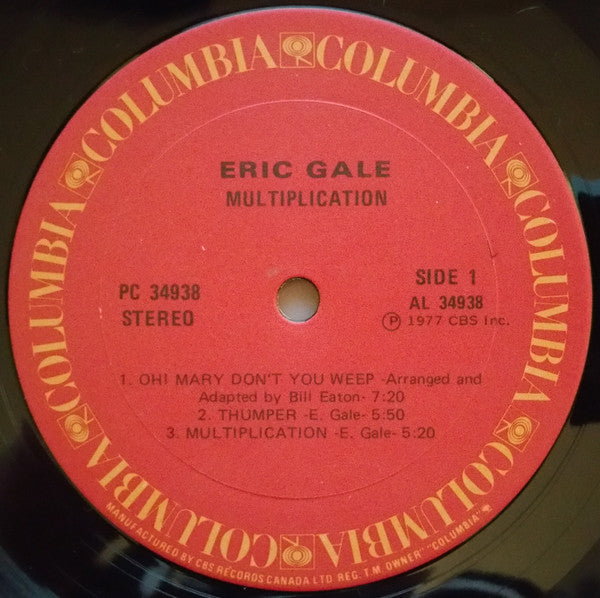 COLUMBIA COLUMBIA COLUMBIA COLUMBIA COLUMBIA COLUMBIA
ERIC GALE
MULTIPLICATION
PC 34938
STEREO
SIDE 1
AL 34938
Ⓟ 1977 CBS Inc.
1. OH! MARY DON'T YOU WEEP -Arranged and
Adapted by Bill Eaton- 7:20
2. THUMPER -E. Gale- 5:50
3. MULTIPLICATION -E. Gale- 5:20
MANUFACTURED BY CBS RECORDS CANADA LTD REG. T.M. OWNER "COLUMBIA"